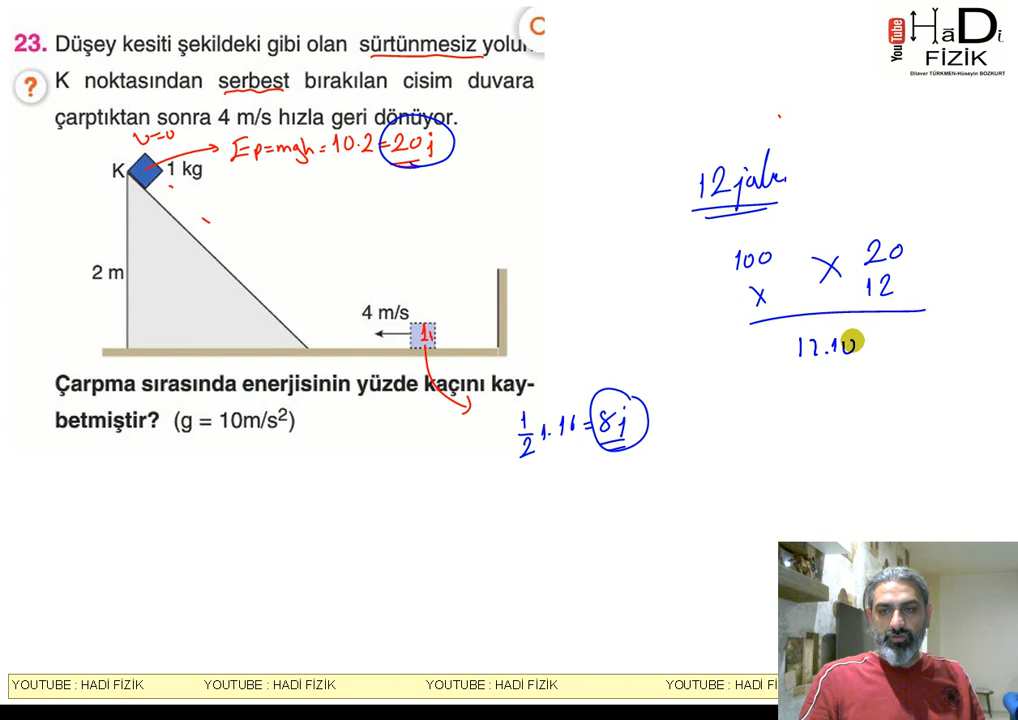 23. Düşey kesiti şekildeki gibi olan sürtünmesiz yolun
K noktasından serbest bırakılan cisim duvara
çarptıktan sonra 4 m/s hızla geri dönüyor.
?
v=0
Ep=mgh=10.2=20j
K
1 kg
2 m
4 m/s
Çarpma sırasında enerjisinin yüzde kaçını kay-
betmiştir? (g = 10m/s²)
1/2 1.16=8j
YouTube HāDi
FİZİK
Dilaver TÜRKMEN-Hüseyin BOZKURT
100 20
x 12
12.10
YOUTUBE : HADİ FİZİK YOUTUBE : HADİ FİZİK YOUTUBE : HADİ FİZİK YOUTUBE : HADİ Fİ